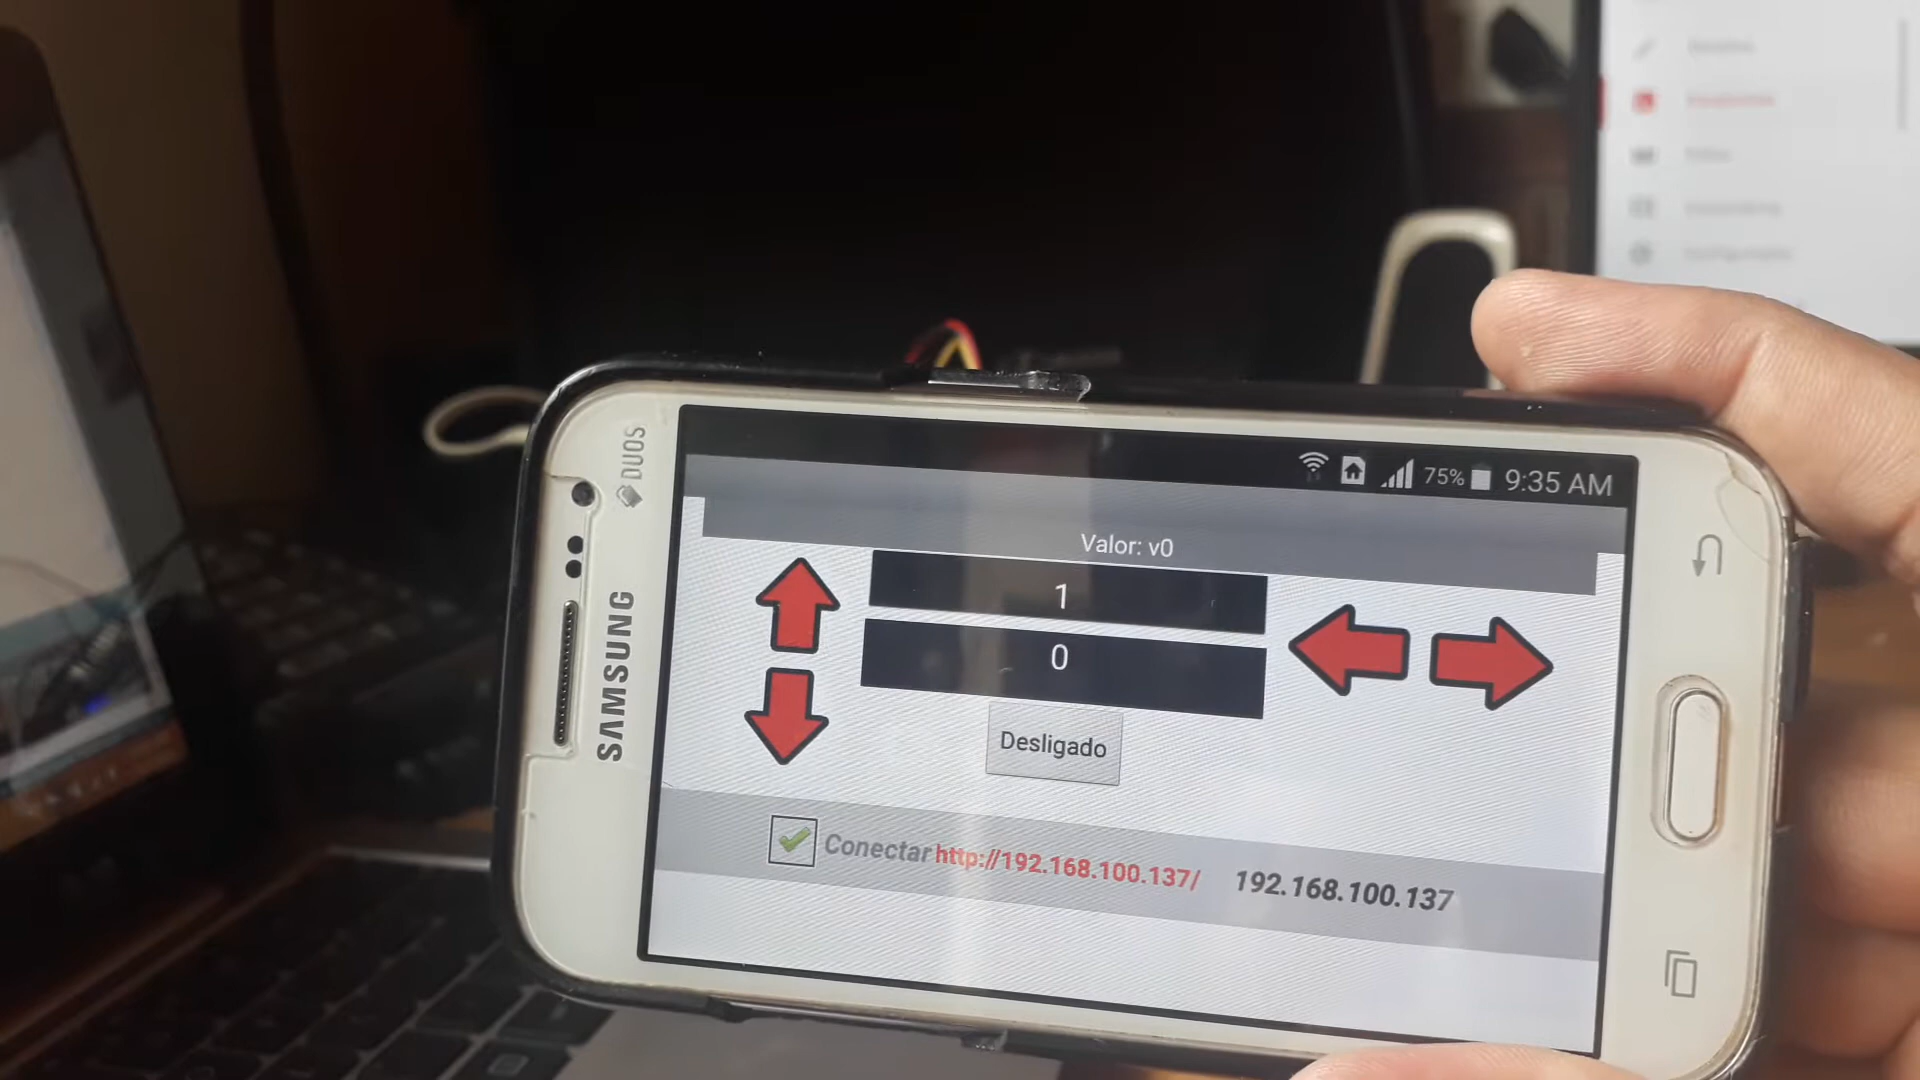 DUOS
SAMSUNG
75% 9:35 AM
Valor: v0
1
0
Desligado
Conectar http://192.168.100.137/ 192.168.100.137